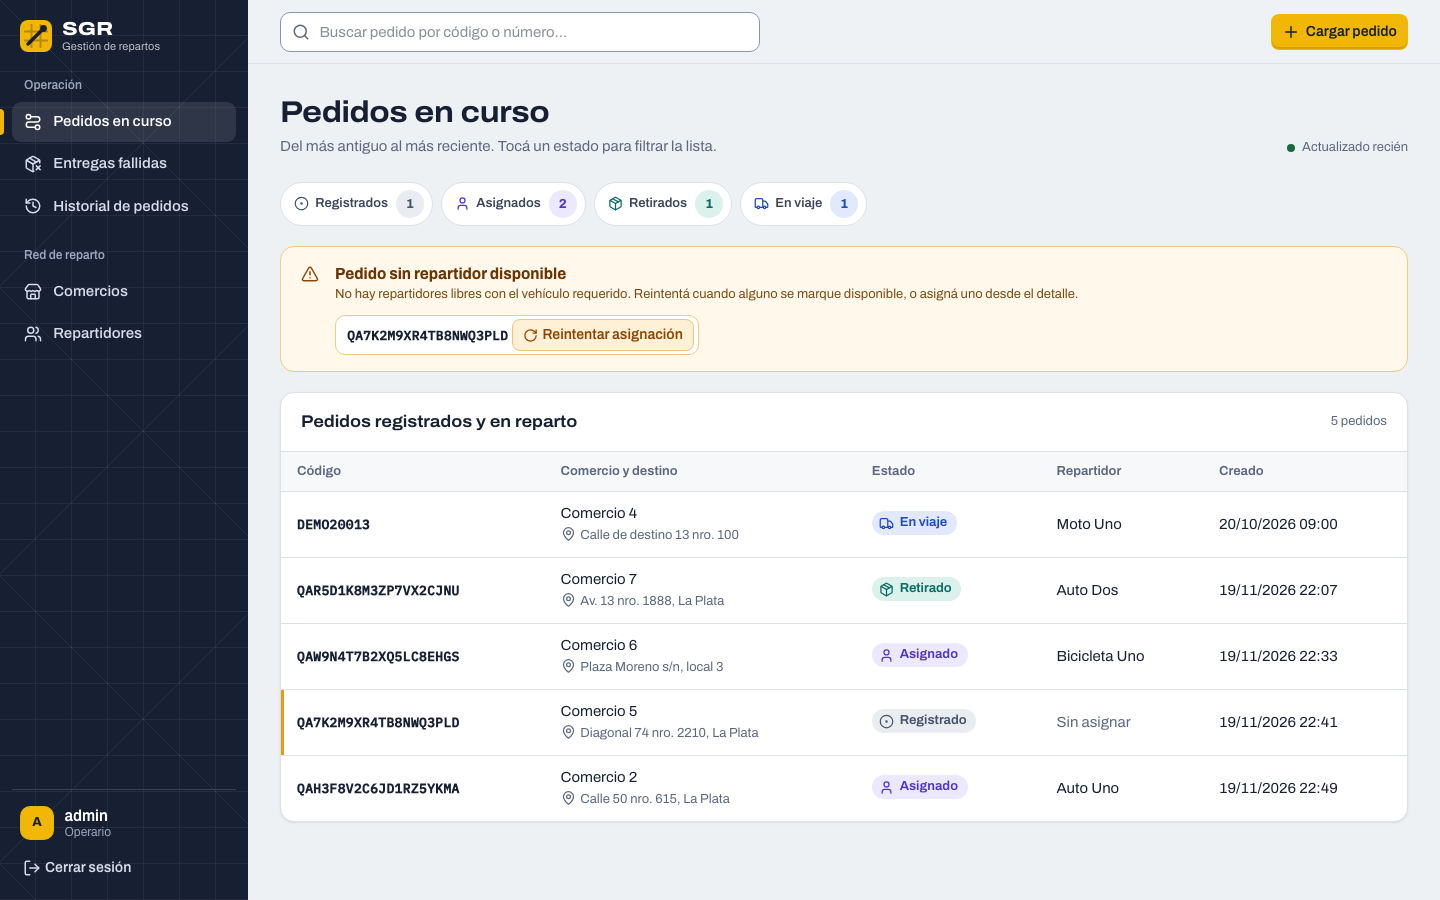 SGR
Gestión de repartos
Operación
Pedidos en curso
Entregas fallidas
Historial de pedidos
Red de reparto
Comercios
Repartidores
A
admin
Operario
Cerrar sesión
Buscar pedido por código o número...
Cargar pedido
Pedidos en curso
Del más antiguo al más reciente. Tocá un estado para filtrar la lista.
Actualizado recién
Registrados 1
Asignados 2
Retirados 1
En viaje 1
Pedido sin repartidor disponible
No hay repartidores libres con el vehículo requerido. Reintentá cuando alguno se marque disponible, o asigná uno desde el detalle.
QA7K2M9XR4TB8NWQ3PLD Reintentar asignación
Pedidos registrados y en reparto
5 pedidos
Código Comercio y destino Estado Repartidor Creado
DEMO20013 Comercio 4 En viaje Moto Uno 20/10/2026 09:00
Calle de destino 13 nro. 100
QAR5D1K8M3ZP7VX2CJNU Comercio 7 Retirado Auto Dos 19/11/2026 22:07
Av. 13 nro. 1888, La Plata
QAW9N4T7B2XQ5LC8EHGS Comercio 6 Asignado Bicicleta Uno 19/11/2026 22:33
Plaza Moreno s/n, local 3
QA7K2M9XR4TB8NWQ3PLD Comercio 5 Registrado Sin asignar 19/11/2026 22:41
Diagonal 74 nro. 2210, La Plata
QAH3F8V2C6JD1RZ5YKMA Comercio 2 Asignado Auto Uno 19/11/2026 22:49
Calle 50 nro. 615, La Plata